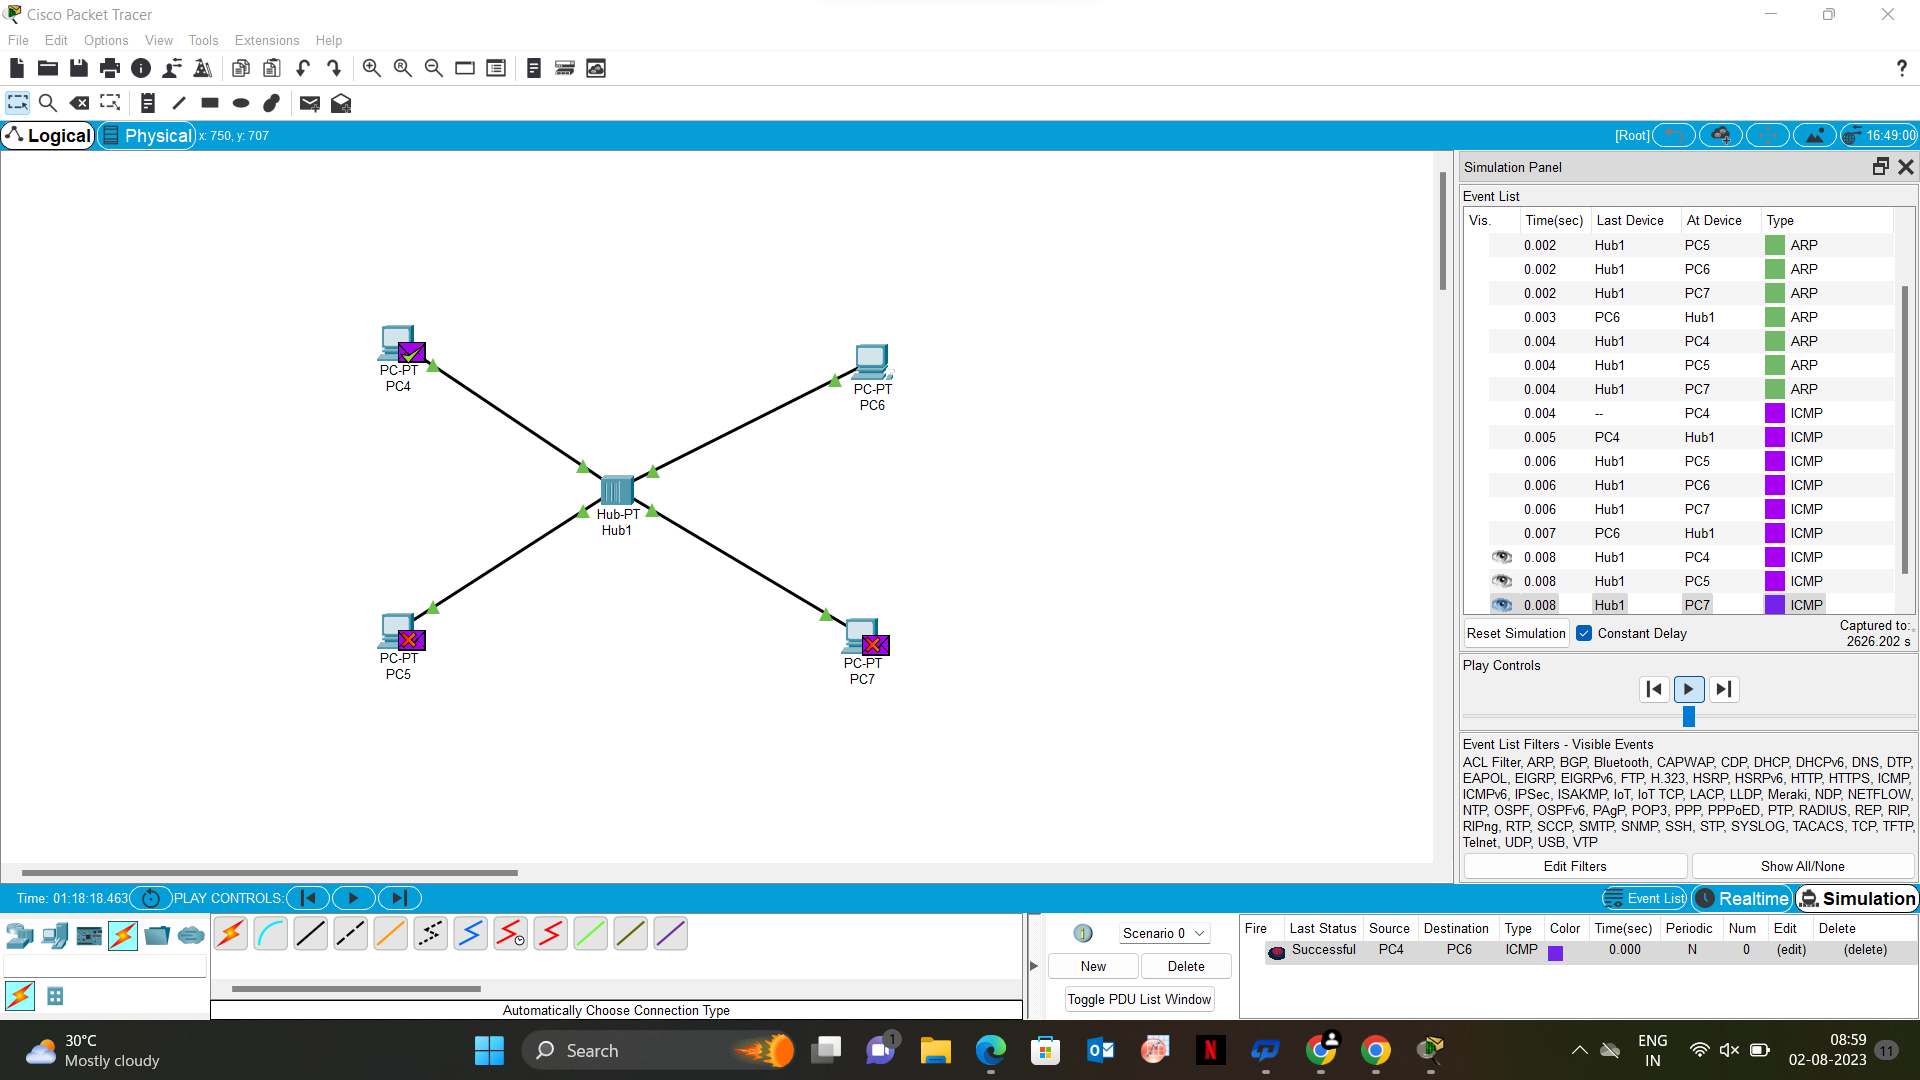 Cisco Packet Tracer
File Edit Options View Tools Extensions Help
?
Logical Physical x: 750, y: 707 [Root] 16:49:00
Simulation Panel
Event List
Vis. Time(sec) Last Device At Device Type
0.002 Hub1 PC5 ARP
0.002 Hub1 PC6 ARP
0.002 Hub1 PC7 ARP
0.003 PC6 Hub1 ARP
0.004 Hub1 PC4 ARP
0.004 Hub1 PC5 ARP
0.004 Hub1 PC7 ARP
0.004 -- PC4 ICMP
0.005 PC4 Hub1 ICMP
0.006 Hub1 PC5 ICMP
0.006 Hub1 PC6 ICMP
0.006 Hub1 PC7 ICMP
0.007 PC6 Hub1 ICMP
0.008 Hub1 PC4 ICMP
0.008 Hub1 PC5 ICMP
0.008 Hub1 PC7 ICMP
PC-PT
PC4
PC-PT
PC6
Hub-PT
Hub1
PC-PT
PC5
PC-PT
PC7
Reset Simulation Constant Delay Captured to:
2626.202 s
Play Controls
Event List Filters - Visible Events
ACL Filter, ARP, BGP, Bluetooth, CAPWAP, CDP, DHCP, DHCPv6, DNS, DTP,
EAPOL, EIGRP, EIGRPv6, FTP, H.323, HSRP, HSRPv6, HTTP, HTTPS, ICMP,
ICMPv6, IPSec, ISAKMP, IoT, IoT TCP, LACP, LLDP, Meraki, NDP, NETFLOW,
NTP, OSPF, OSPFv6, PAgP, POP3, PPP, PPPoED, PTP, RADIUS, REP, RIP,
RIPng, RTP, SCCP, SMTP, SNMP, SSH, STP, SYSLOG, TACACS, TCP, TFTP,
Telnet, UDP, USB, VTP
Edit Filters Show All/None
Time: 01:18:18.463 PLAY CONTROLS: Event List Realtime Simulation
Scenario 0
New Delete
Toggle PDU List Window
Fire Last Status Source Destination Type Color Time(sec) Periodic Num Edit Delete
Successful PC4 PC6 ICMP 0.000 N 0 (edit) (delete)
Automatically Choose Connection Type
30°C
Mostly cloudy
Search
1
ENG
IN
08:59
02-08-2023
11